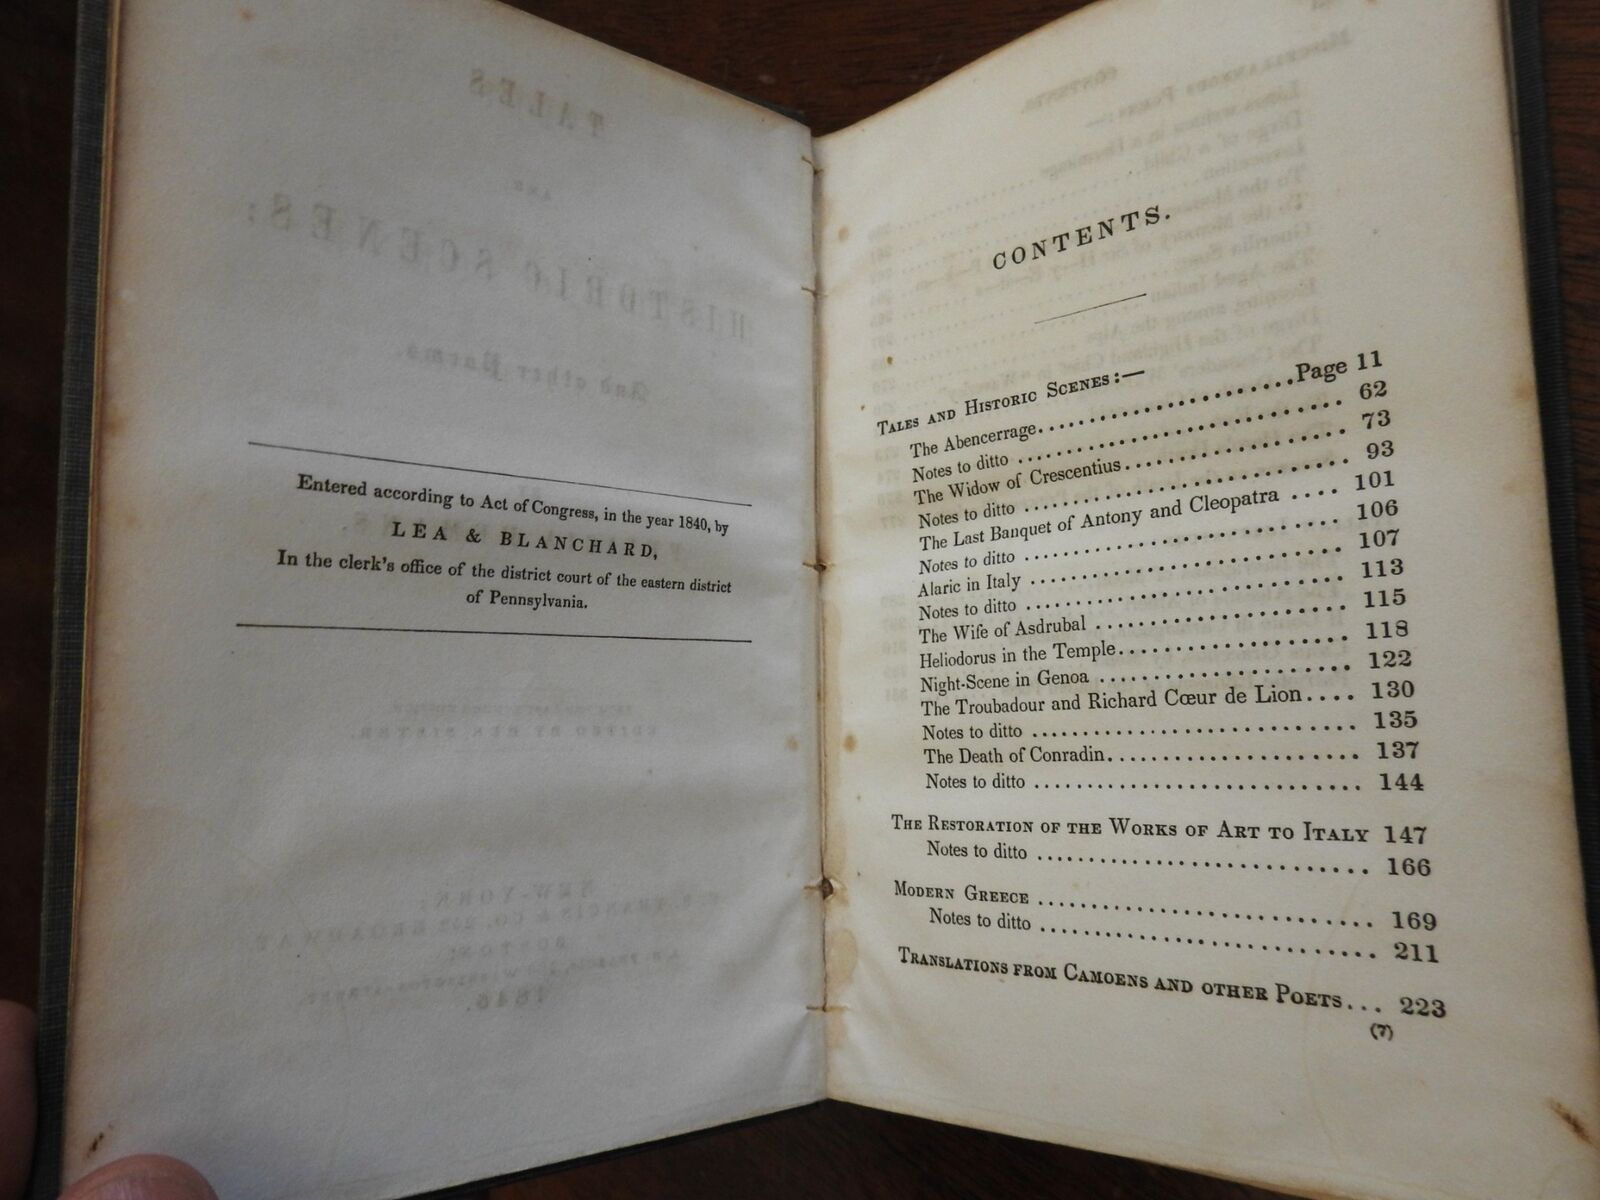 Entered according to Act of Congress, in the year 1840, by
LEA & BLANCHARD,
In the clerk's office of the district court of the eastern district
of Pennsylvania.
CONTENTS.
TALES AND HISTORIC SCENES:—
The Abencerrage.....................Page 11
Notes to ditto ......................... 62
The Widow of Crescentius................. 73
Notes to ditto ......................... 93
The Last Banquet of Antony and Cleopatra .... 101
Notes to ditto ......................... 106
Alaric in Italy ......................... 107
Notes to ditto ......................... 113
The Wife of Asdrubal .................... 115
Heliodorus in the Temple.................. 118
Night-Scene in Genoa .................... 122
The Troubadour and Richard Cœur de Lion.... 130
Notes to ditto ......................... 135
The Death of Conradin.................... 137
Notes to ditto ......................... 144
THE RESTORATION OF THE WORKS OF ART TO ITALY 147
Notes to ditto ......................... 166
MODERN GREECE .......................... 169
Notes to ditto ......................... 211
TRANSLATIONS FROM CAMOENS AND OTHER POETS... 223
(7)